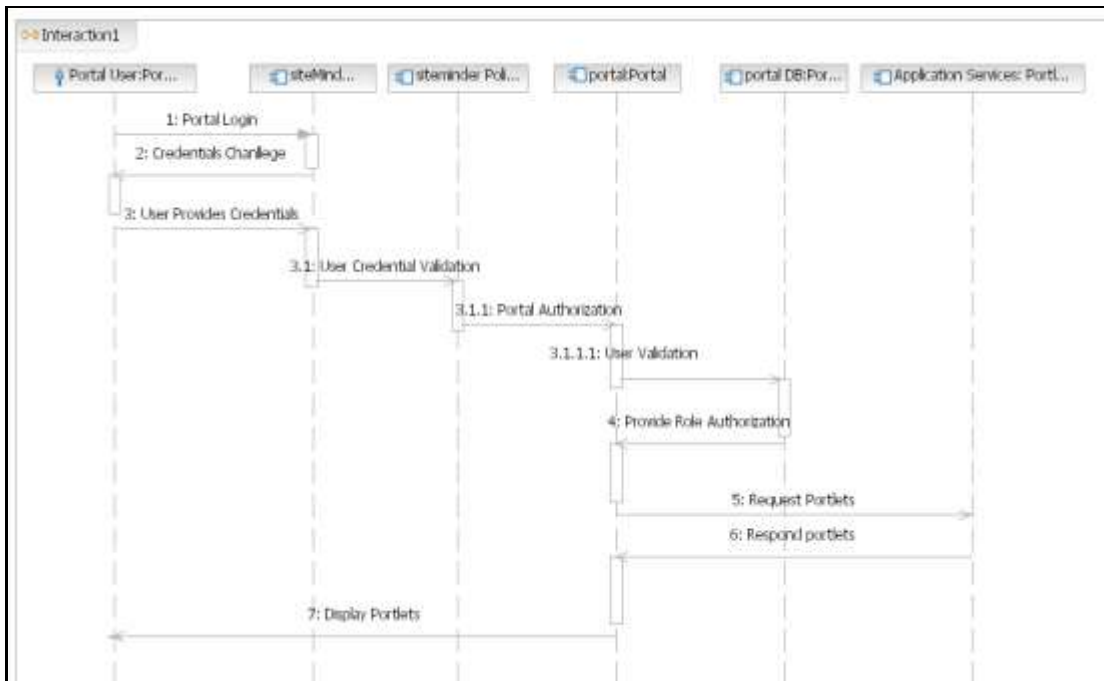 Interaction1
Portal User:Por...
siteMind...
siteminder Poli...
portal:Portal
portal DB:Por...
Application Services: Portl...
1: Portal Login
2: Credentials Chanllege
3: User Provides Credentials
3.1: User Credential Validation
3.1.1: Portal Authorization
3.1.1.1: User Validation
4: Provide Role Authorization
5: Request Portlets
6: Respond portlets
7: Display Portlets